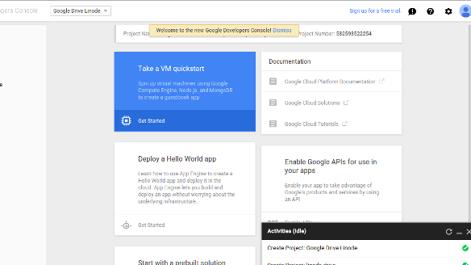 opers Console
Google Drive Linode
Sign up for a free trial
Welcome to the new Google Developers Console! Dismiss
Project Number: 582593522254
Take a VM quickstart
Spin up virtual machines using
Google Compute Engine, Node.js, and MongoDB
to create a guestbook app
Get Started
Documentation
Google Cloud Platform Documentation
Google Cloud Solutions
Google Cloud Tutorials
Deploy a Hello World app
Learn how to use App Engine to create a
Hello World app and deploy it in the
cloud. App Engine lets you build and
deploy an app without worrying about the
underlying infrastructure.
Get Started
Enable Google APIs for use in
your apps
Enable your app to take advantage of
Google's products and services by using
an API
Start with a prebuilt solution
Activities (Idle)
Create Project: Google Drive Linode